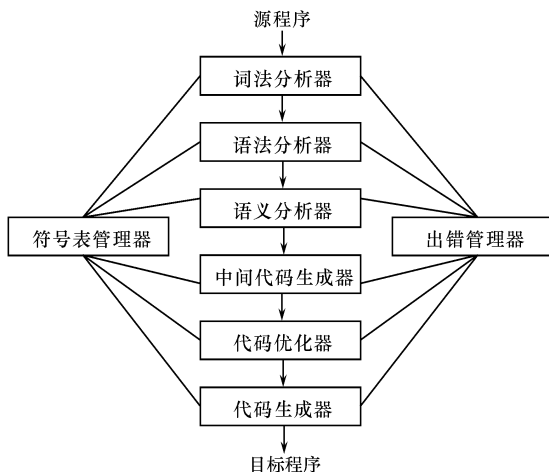 源程序
词法分析器
语法分析器
语义分析器
符号表管理器
出错管理器
中间代码生成器
代码优化器
代码生成器
目标程序